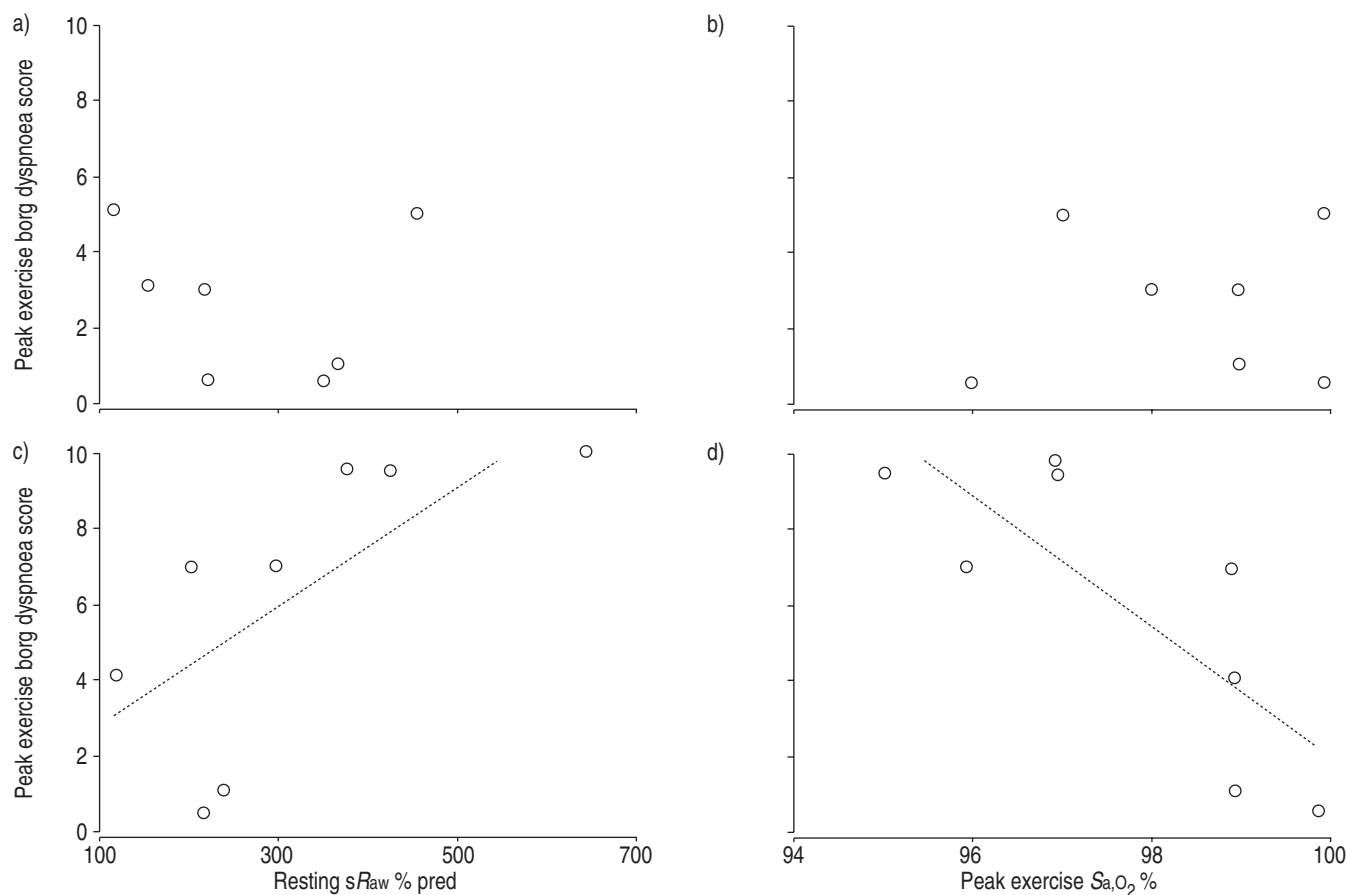 a)
10
8
6
4
2
0
Peak exercise borg dyspnoea score
b)
c)
10
8
6
4
2
0
Peak exercise borg dyspnoea score
100
300
500
700
Resting sRaw % pred
d)
94
96
98
100
Peak exercise Sa,O2 %